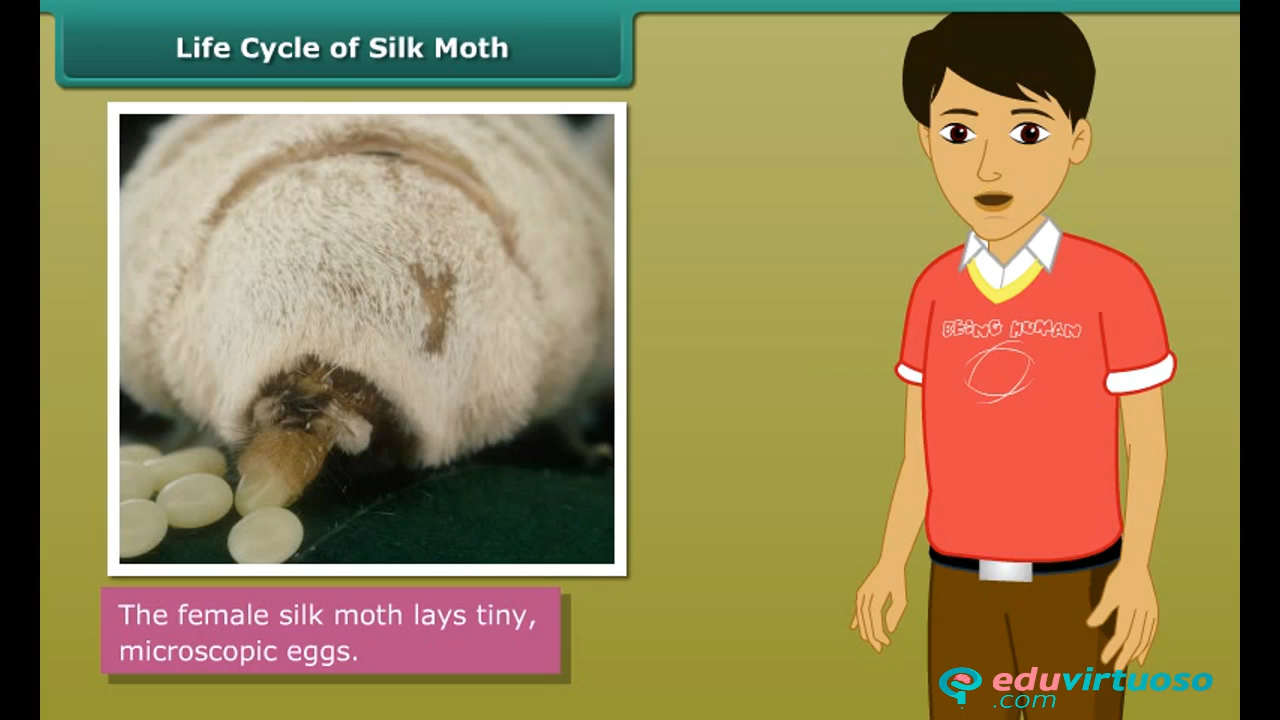 Life Cycle of Silk Moth
BEING HUMAN
The female silk moth lays tiny,
microscopic eggs.
eduvirtuoso
.com